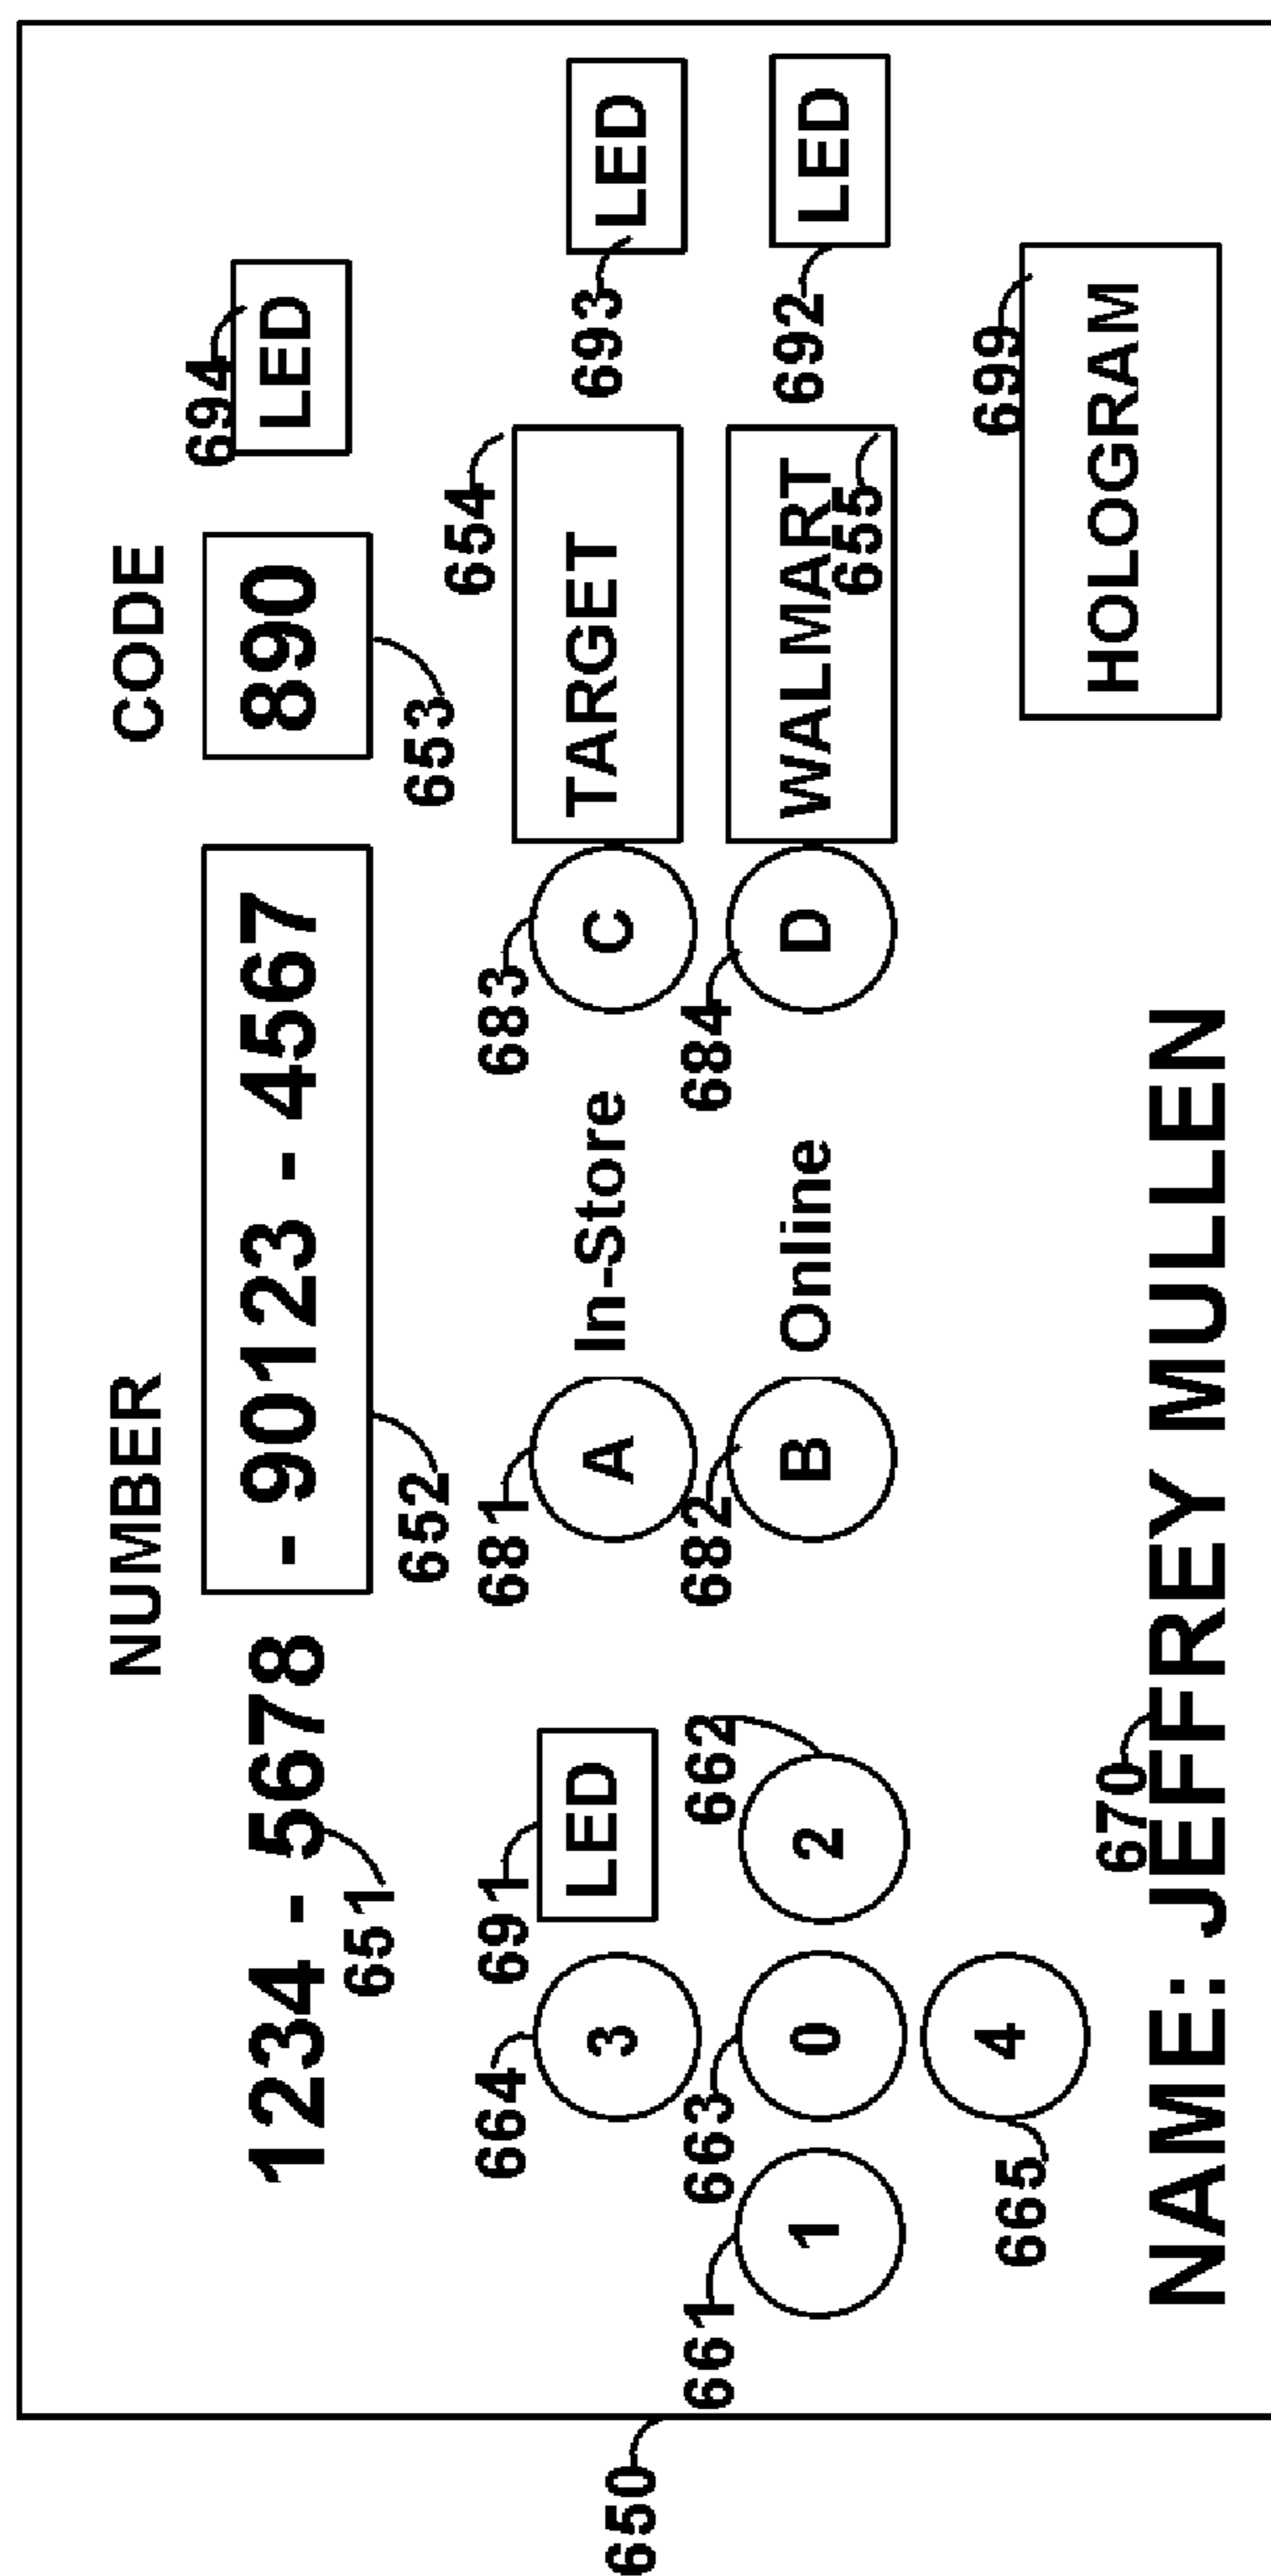 NUMBER CODE
1234 - 5678 - 90123 - 4567 890 LED
694
651 652 653
664 691 681 683 654
3 LED A In-Store C TARGET LED
693
661 663 662 682 684
1 0 2 B Online D WALMART LED
692
655
650
665
4
699
HOLOGRAM
670
NAME: JEFFREY MULLEN